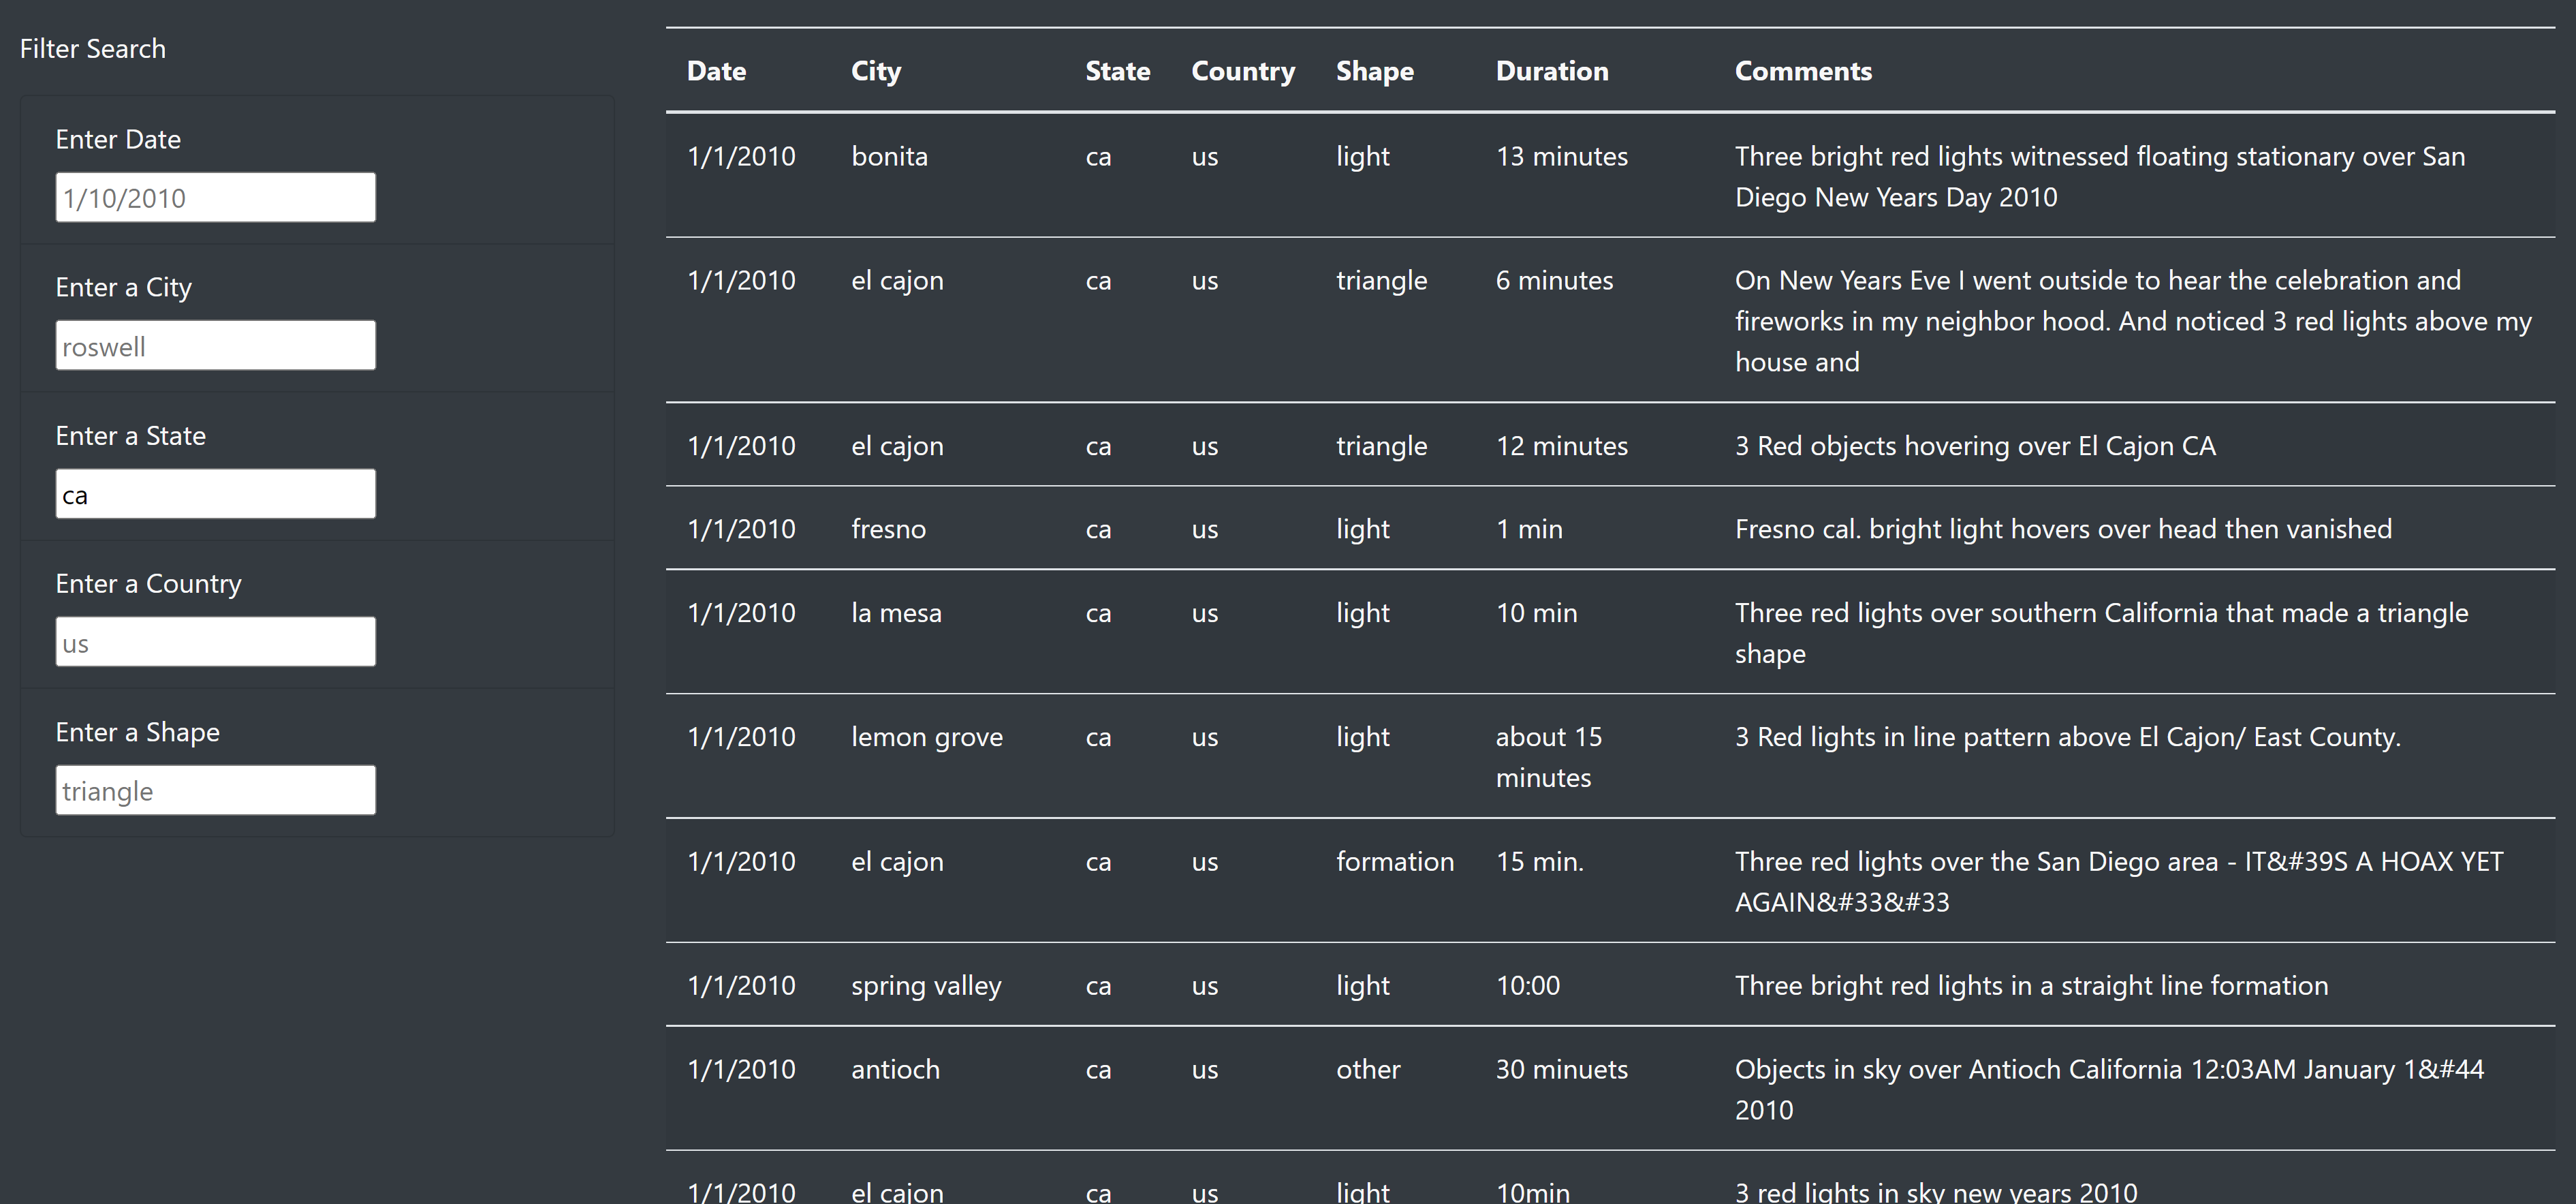 Filter Search
Enter Date
1/10/2010
Enter a City
roswell
Enter a State
ca
Enter a Country
us
Enter a Shape
triangle
Date City State Country Shape Duration Comments
1/1/2010 bonita ca us light 13 minutes Three bright red lights witnessed floating stationary over San
Diego New Years Day 2010
1/1/2010 el cajon ca us triangle 6 minutes On New Years Eve I went outside to hear the celebration and
fireworks in my neighbor hood. And noticed 3 red lights above my
house and
1/1/2010 el cajon ca us triangle 12 minutes 3 Red objects hovering over El Cajon CA
1/1/2010 fresno ca us light 1 min Fresno cal. bright light hovers over head then vanished
1/1/2010 la mesa ca us light 10 min Three red lights over southern California that made a triangle
shape
1/1/2010 lemon grove ca us light about 15 3 Red lights in line pattern above El Cajon/ East County.
minutes
1/1/2010 el cajon ca us formation 15 min. Three red lights over the San Diego area - IT&#39S A HOAX YET
AGAIN&#33&#33
1/1/2010 spring valley ca us light 10:00 Three bright red lights in a straight line formation
1/1/2010 antioch ca us other 30 minuets Objects in sky over Antioch California 12:03AM January 1&#44
2010
1/1/2010 el cajon ca us light 10min 3 red lights in sky new years 2010